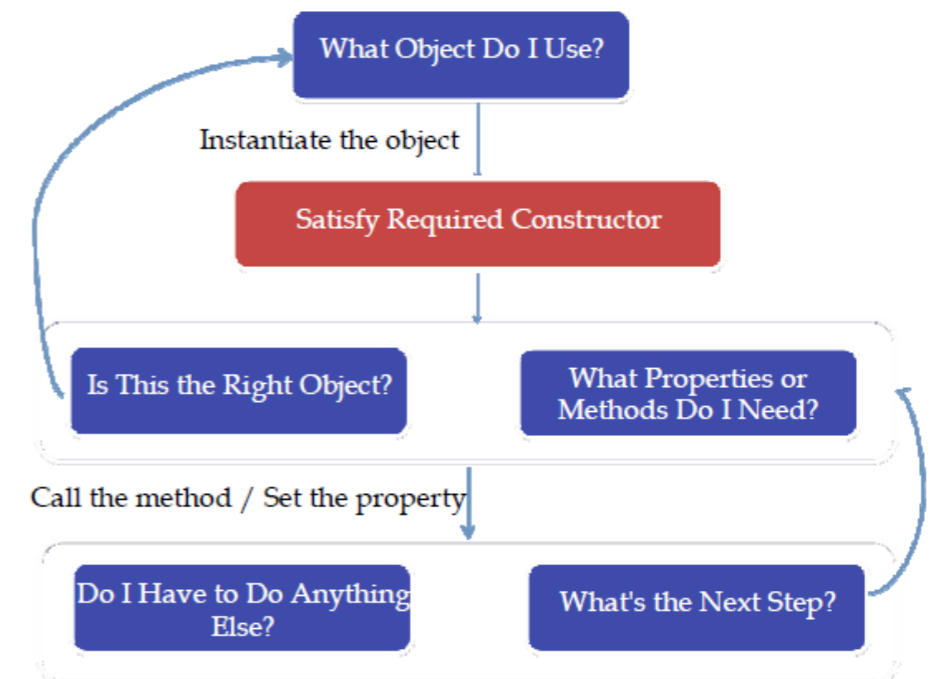 What Object Do I Use?
Instantiate the object
Satisfy Required Constructor
Is This the Right Object?
What Properties or
Methods Do I Need?
Call the method / Set the property
Do I Have to Do Anything
Else?
What's the Next Step?